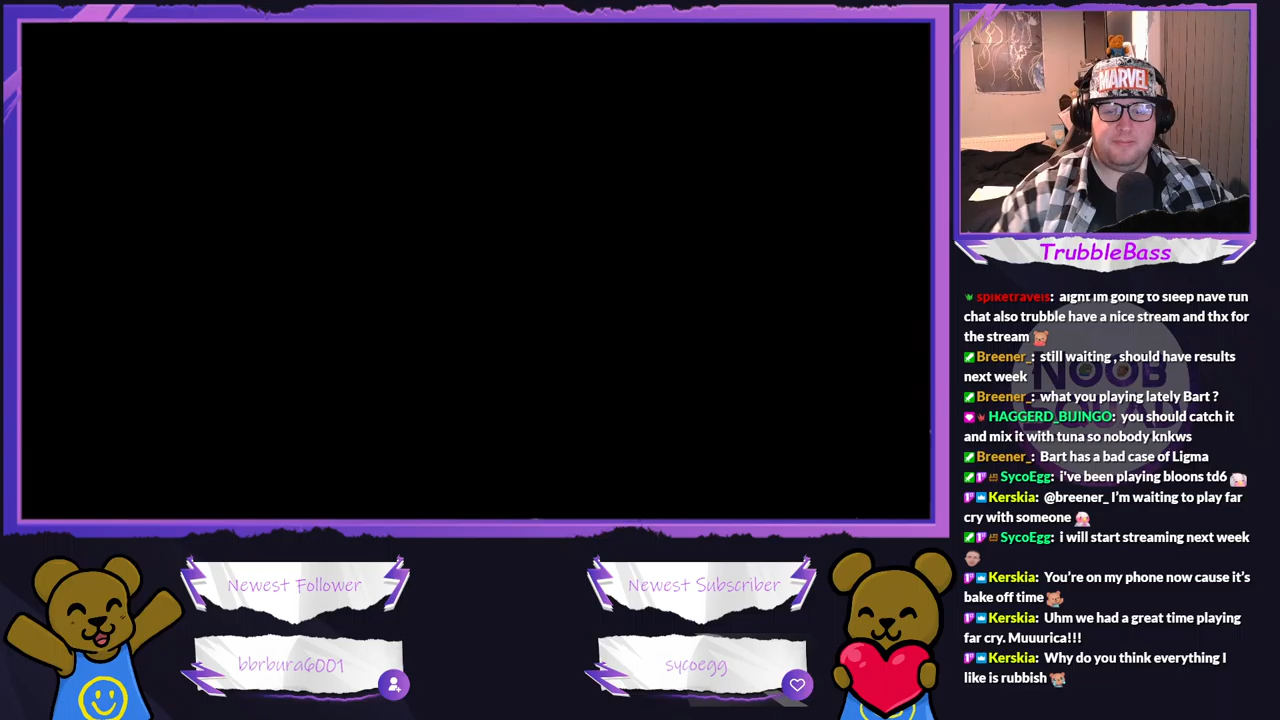 MARVEL
TrubbleBass
spiketravels: aight im going to sleep have fun
chat also trubble have a nice stream and thx for
the stream
Breener_: still waiting , should have results
next week
Breener_: what you playing lately Bart ?
HAGGERD_BIJINGO: you should catch it
and mix it with tuna so nobody knkws
Breener_: Bart has a bad case of Ligma
SycoEgg: i've been playing bloons td6
Kerskia: @breener_ I'm waiting to play far
cry with someone
SycoEgg: i will start streaming next week
Kerskia: You're on my phone now cause it's
bake off time
Kerskia: Uhm we had a great time playing
far cry. Muuurica!!!
Kerskia: Why do you think everything I
like is rubbish
NOOB
SQUAD
Newest Follower
bbrbura6001
Newest Subscriber
sycoegg